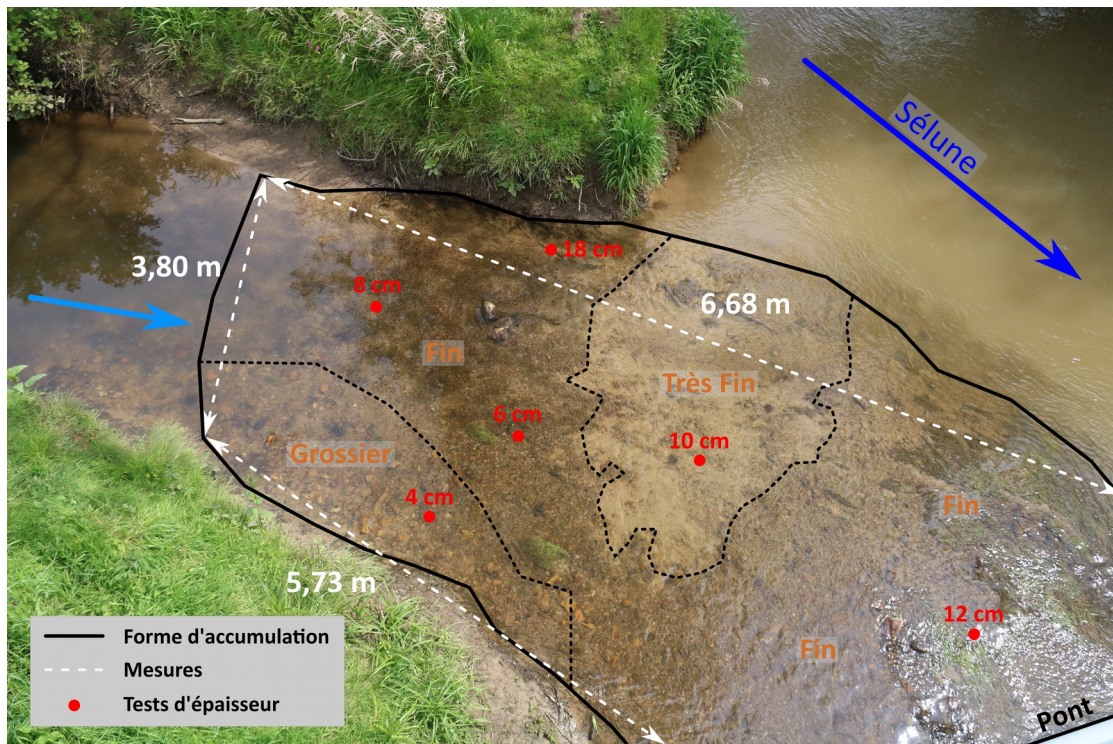 Sélune
18 cm
3,80 m
8 cm
6,68 m
Fin
Très Fin
6 cm
Grossier
10 cm
4 cm
Fin
5,73 m
12 cm
Fin
Forme d'accumulation
Mesures
Tests d'épaisseur
Pont